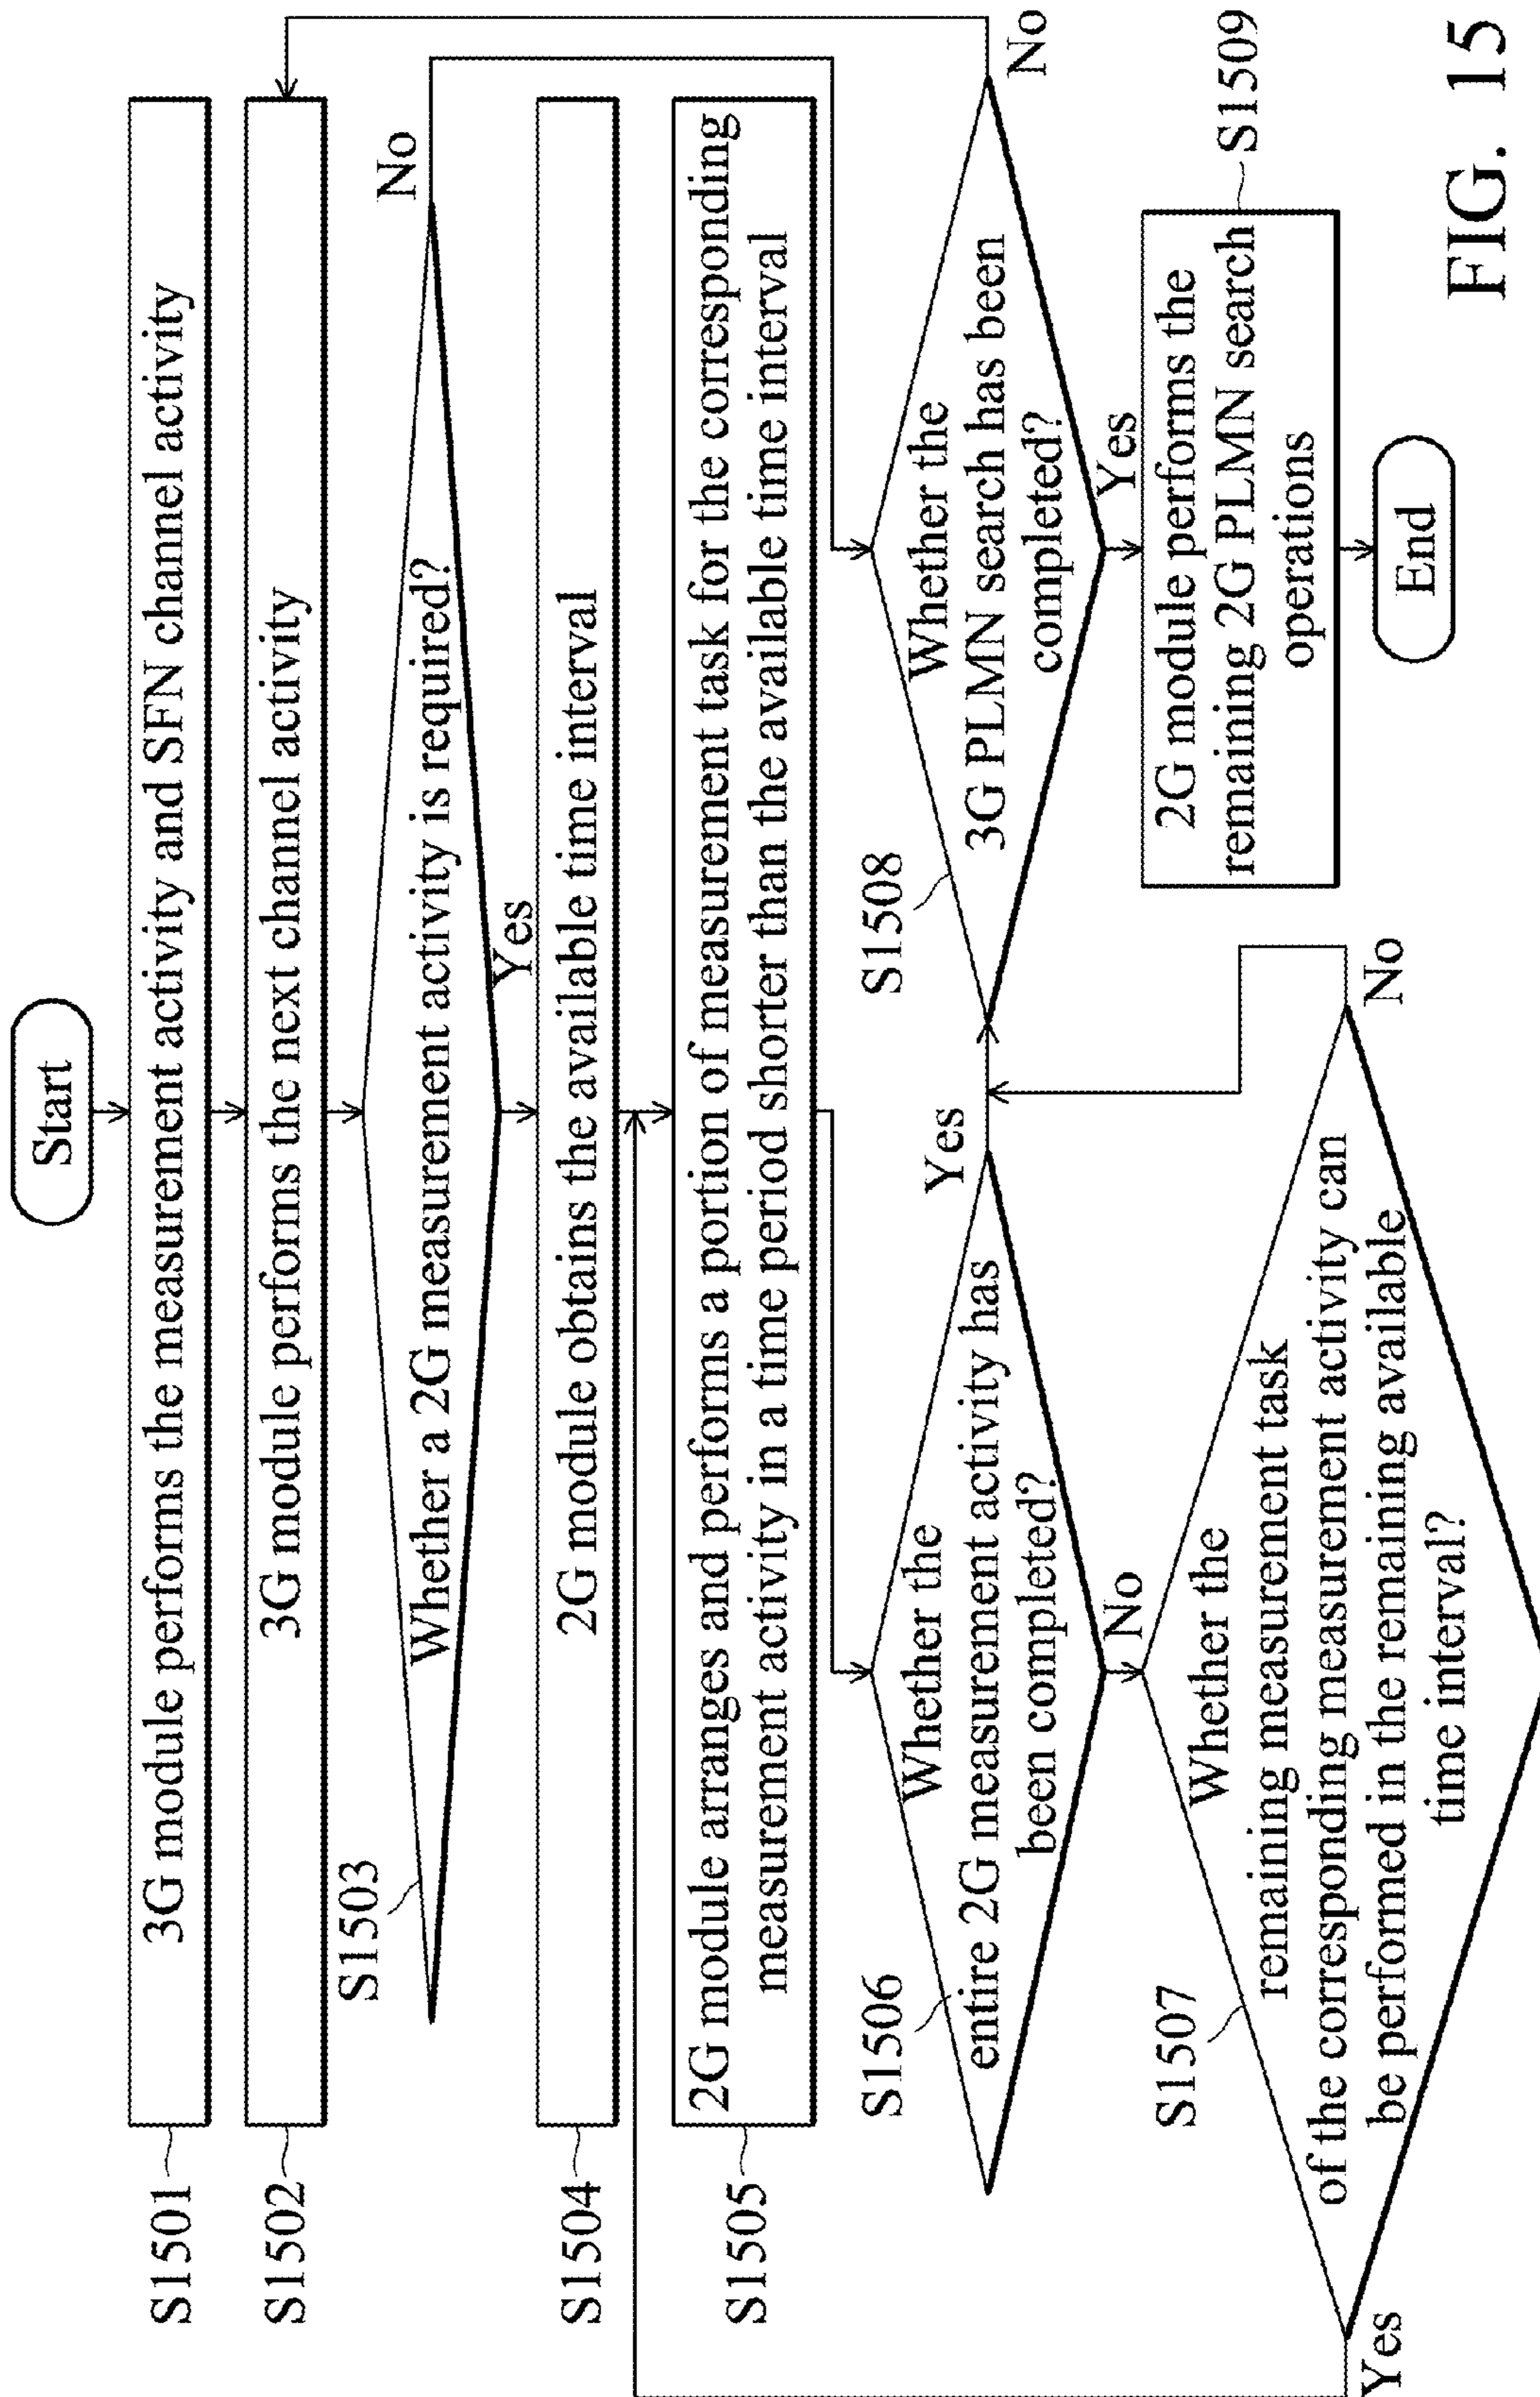 Start
S1501
3G module performs the measurement activity and SFN channel activity
S1502
3G module performs the next channel activity
S1503
Whether a 2G measurement activity is required?
No
Yes
S1504
2G module obtains the available time interval
S1505
2G module arranges and performs a portion of measurement task for the corresponding
measurement activity in a time period shorter than the available time interval
S1506
Whether the
entire 2G measurement activity has
been completed?
Yes
No
S1507
Whether the
remaining measurement task
of the corresponding measurement activity can
be performed in the remaining available
time interval?
Yes
No
S1508
Whether the
3G PLMN search has been
completed?
No
Yes
2G module performs the
remaining 2G PLMN search
operations
S1509
End
FIG. 15